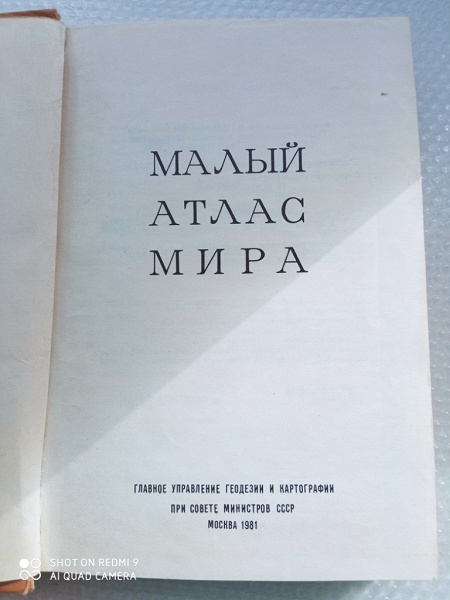 МАЛЫЙ
АТЛАС
МИРА
ГЛАВНОЕ УПРАВЛЕНИЕ ГЕОДЕЗИИ И КАРТОГРАФИИ
ПРИ СОВЕТЕ МИНИСТРОВ СССР
МОСКВА 1981
SHOT ON REDMI 9
AI QUAD CAMERA